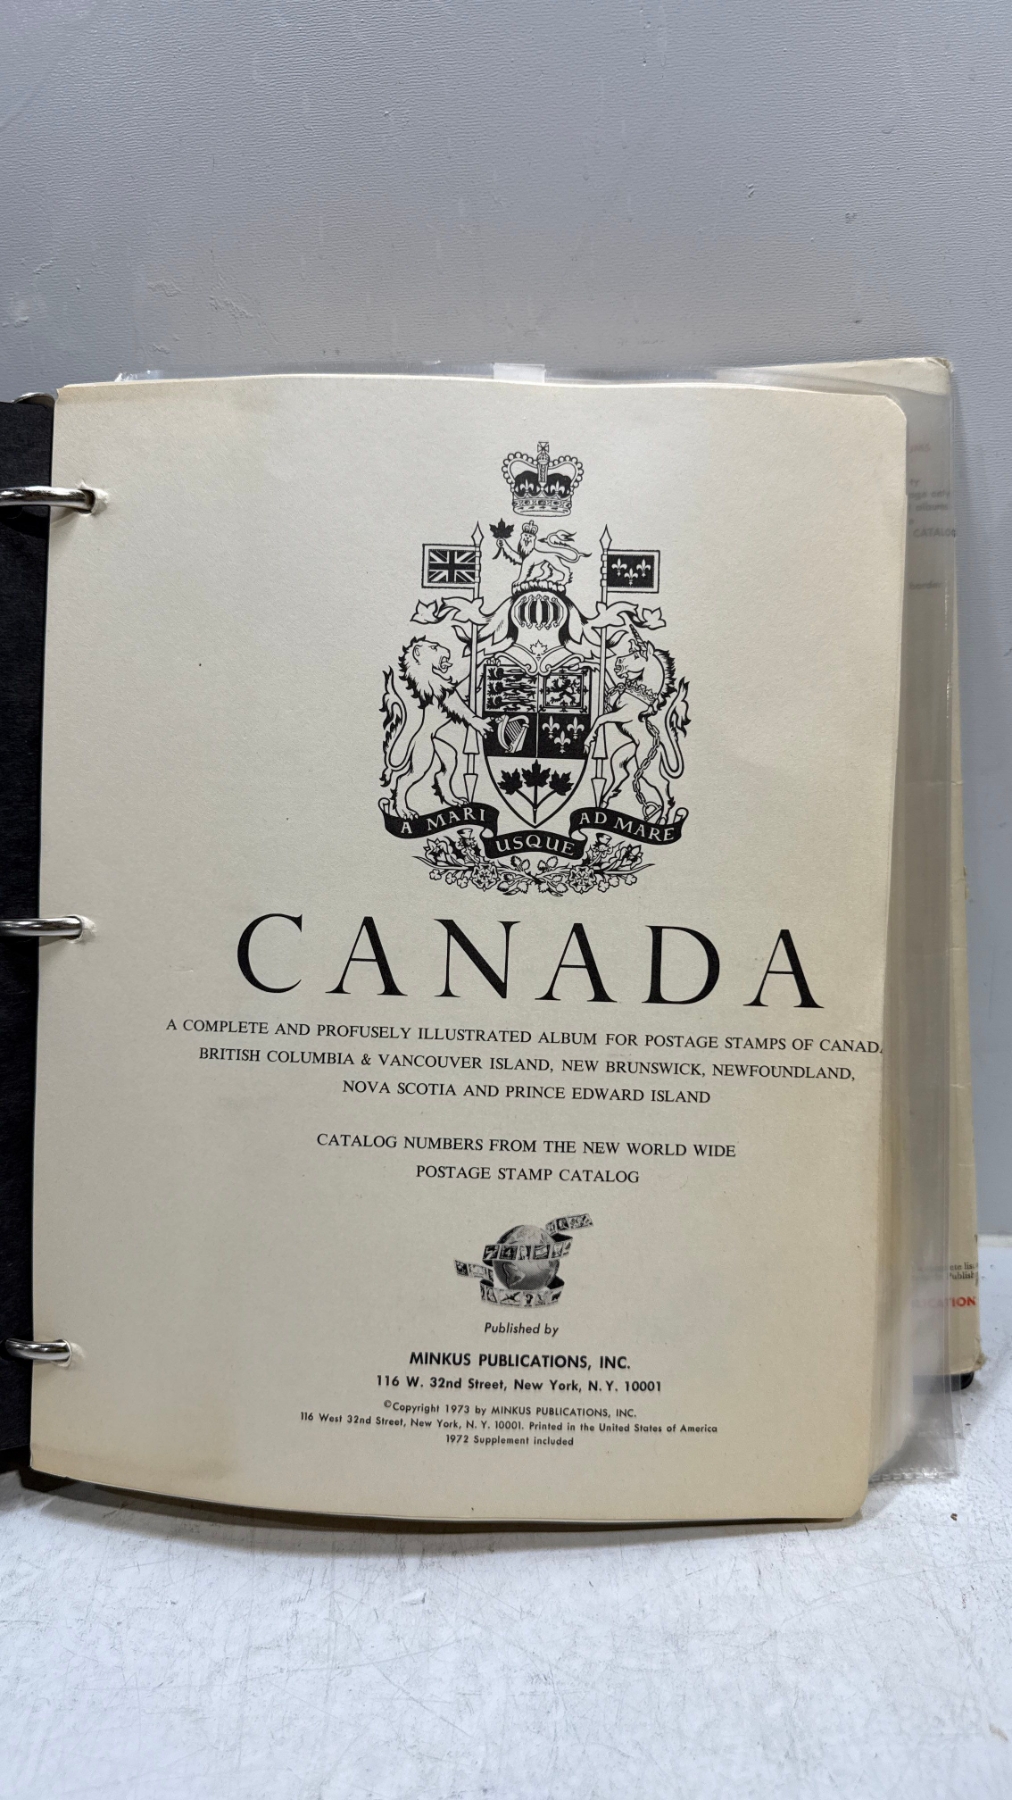 A MARI
USQUE
AD MARE
CANADA
A COMPLETE AND PROFUSELY ILLUSTRATED ALBUM FOR POSTAGE STAMPS OF CANADA
BRITISH COLUMBIA & VANCOUVER ISLAND, NEW BRUNSWICK, NEWFOUNDLAND,
NOVA SCOTIA AND PRINCE EDWARD ISLAND
CATALOG NUMBERS FROM THE NEW WORLD WIDE
POSTAGE STAMP CATALOG
Published by
MINKUS PUBLICATIONS, INC.
116 W. 32nd Street, New York, N.Y. 10001
©Copyright 1973 by MINKUS PUBLICATIONS, INC.
116 West 32nd Street, New York, N. Y. 10001. Printed in the United States of America
1972 Supplement included